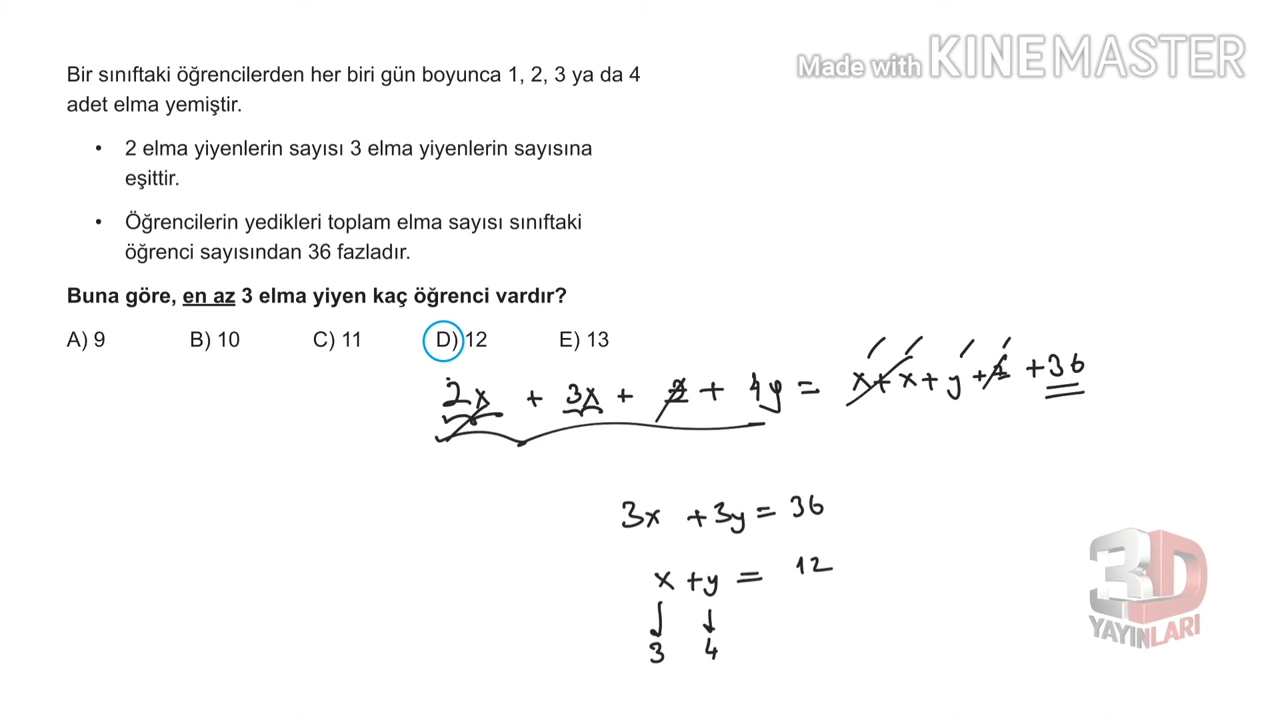 Made with KINEMASTER
Bir sınıftaki öğrencilerden her biri gün boyunca 1, 2, 3 ya da 4
adet elma yemiştir.
• 2 elma yiyenlerin sayısı 3 elma yiyenlerin sayısına
eşittir.
• Öğrencilerin yedikleri toplam elma sayısı sınıftaki
öğrenci sayısından 36 fazladır.
Buna göre, en az 3 elma yiyen kaç öğrenci vardır?
A) 9 B) 10 C) 11 D) 12 E) 13
2x + 3x + + 4y = x + x + y + + 36
3x + 3y = 36
x + y = 12
3 4
3D
YAYINLARI